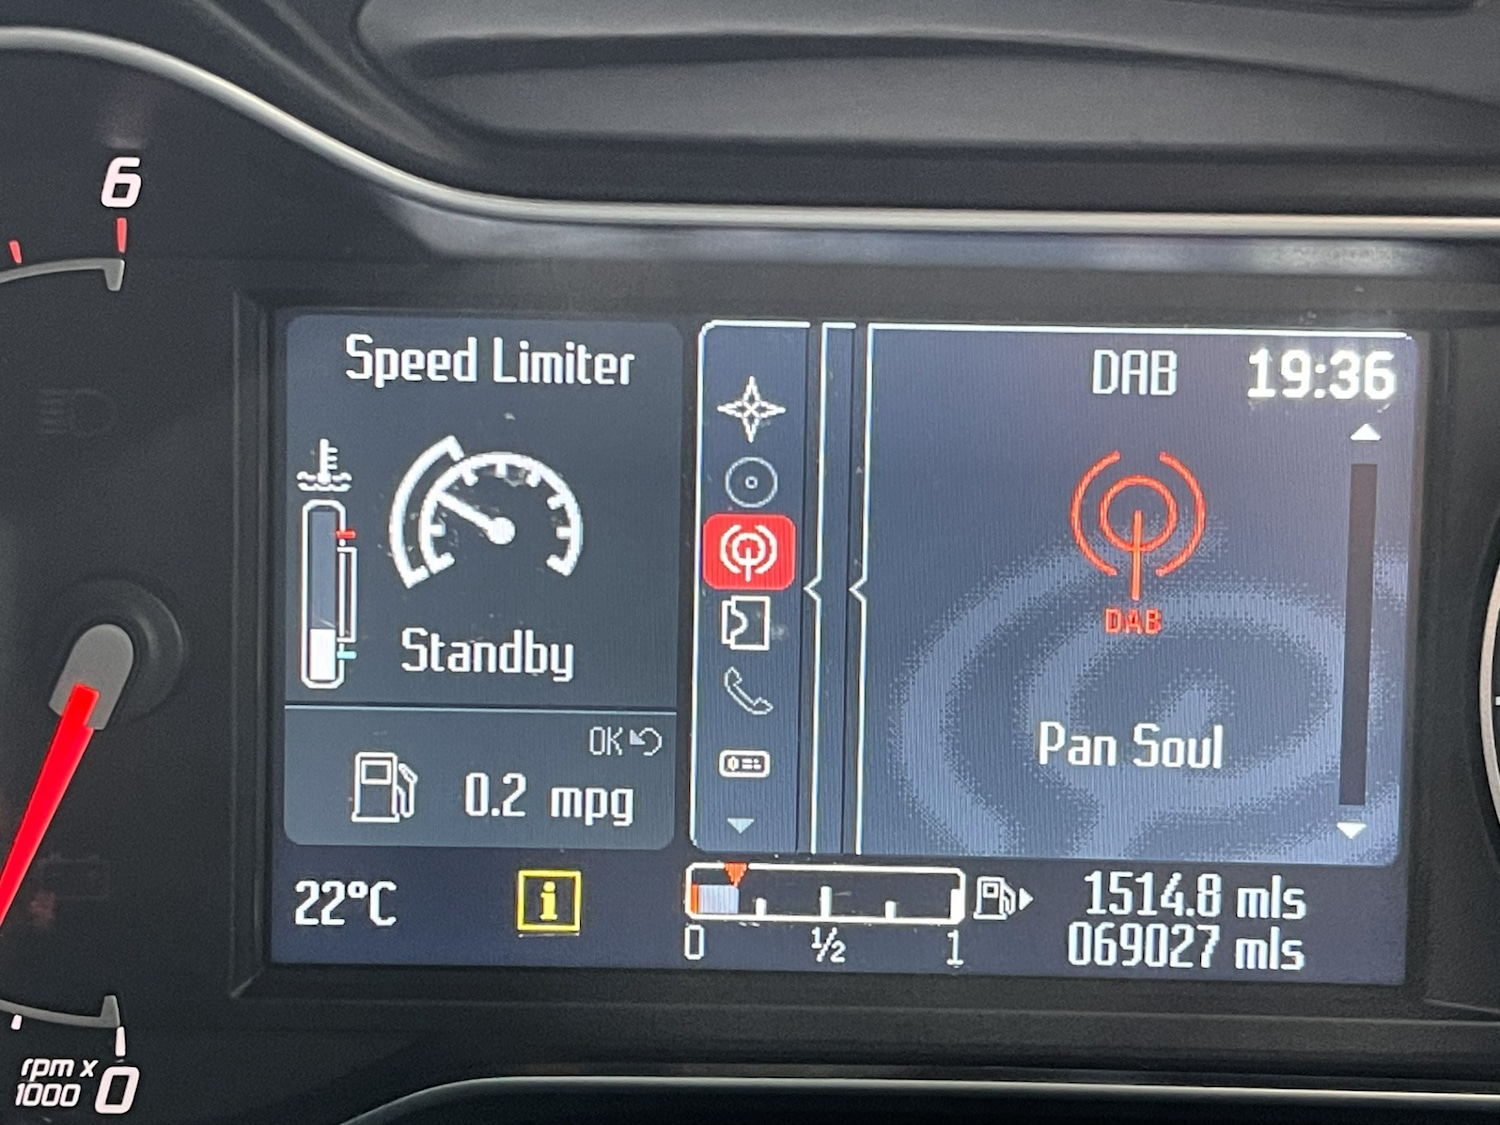 6
Speed Limiter
Standby
OK
0.2 mpg
22°C
DAB 19:36
DAB
Pan Soul
0 ½ 1
1514.8 mls
069027 mls
rpm x
1000 0